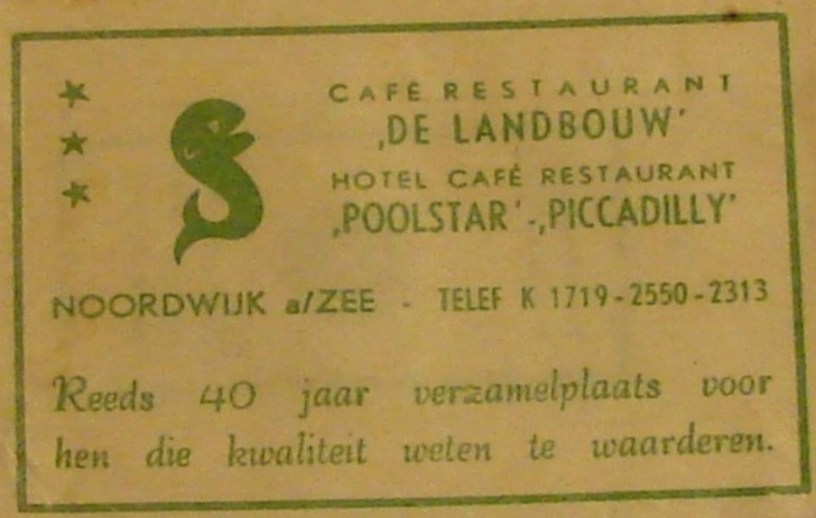 CAFÉ RESTAURANT
‚DE LANDBOUW’
HOTEL CAFÉ RESTAURANT
‚POOLSTAR’-‚PICCADILLY’
NOORDWIJK a/ZEE - TELEF K 1719-2550-2313
Reeds 40 jaar verzamelplaats voor
hen die kwaliteit weten te waarderen.